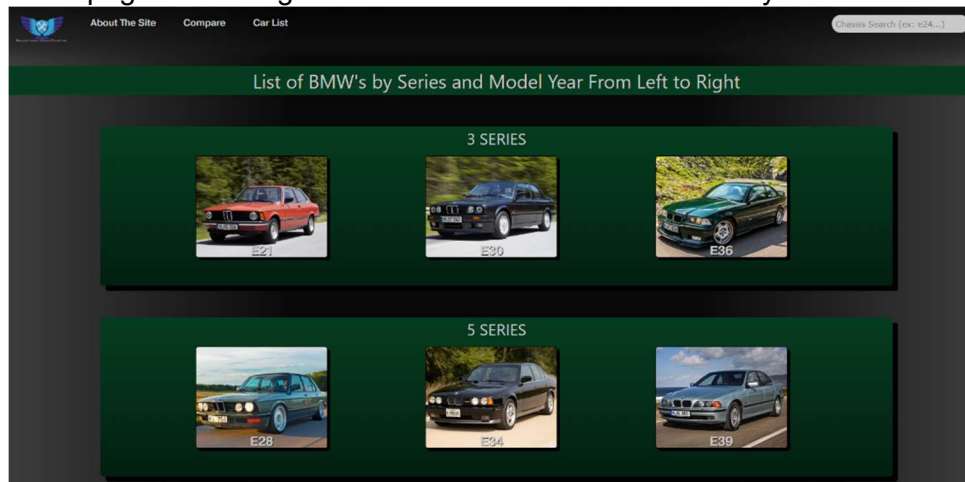 About The Site Compare Car List Chassis Search (ex: e24...)
List of BMW's by Series and Model Year From Left to Right
3 SERIES
E21 E30 E36
5 SERIES
E28 E34 E39